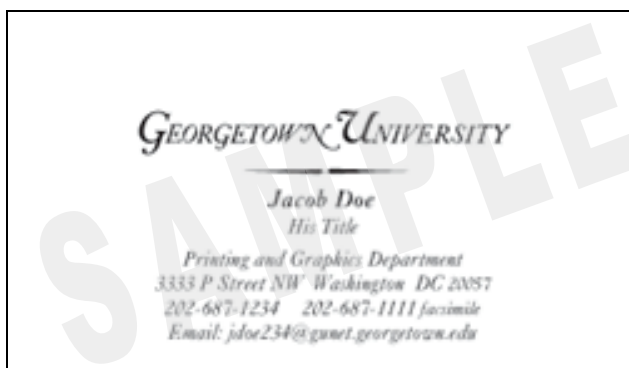 GEORGETOWN UNIVERSITY
Jacob Doe
His Title
Printing and Graphics Department
3333 P Street NW Washington DC 20057
202-687-1234 202-687-1111 facsimile
Email: jdoe234@gunet.georgetown.edu
SAMPLE